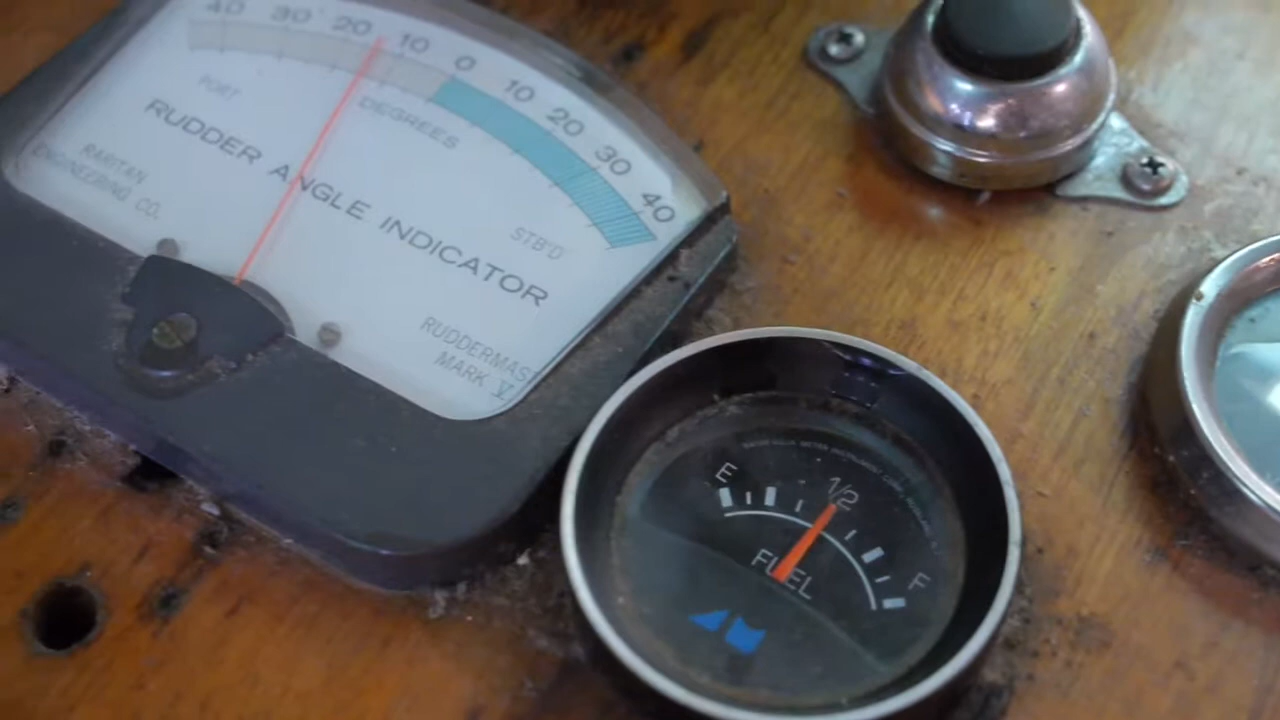 40 30 20 10 0 10 20 30 40
PORT
DEGREES
RUDDER ANGLE INDICATOR
RARITAN
ENGINEERING CO.
STB'D
RUDDERMAST
MARK V
E 1/2 F
FUEL